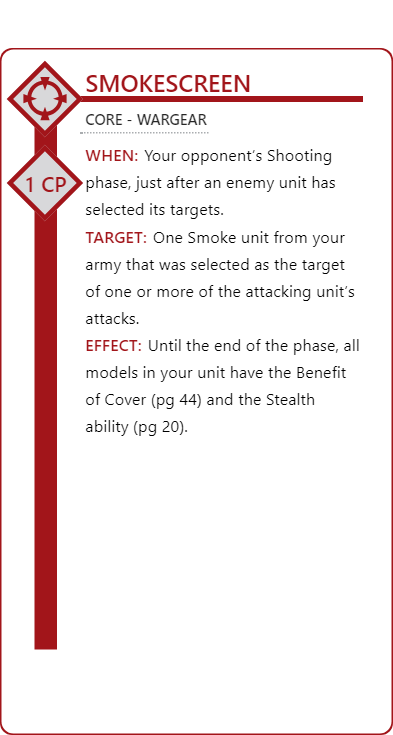 SMOKESCREEN
CORE - WARGEAR
1 CP
WHEN: Your opponent's Shooting
phase, just after an enemy unit has
selected its targets.
TARGET: One Smoke unit from your
army that was selected as the target
of one or more of the attacking unit's
attacks.
EFFECT: Until the end of the phase, all
models in your unit have the Benefit
of Cover (pg 44) and the Stealth
ability (pg 20).